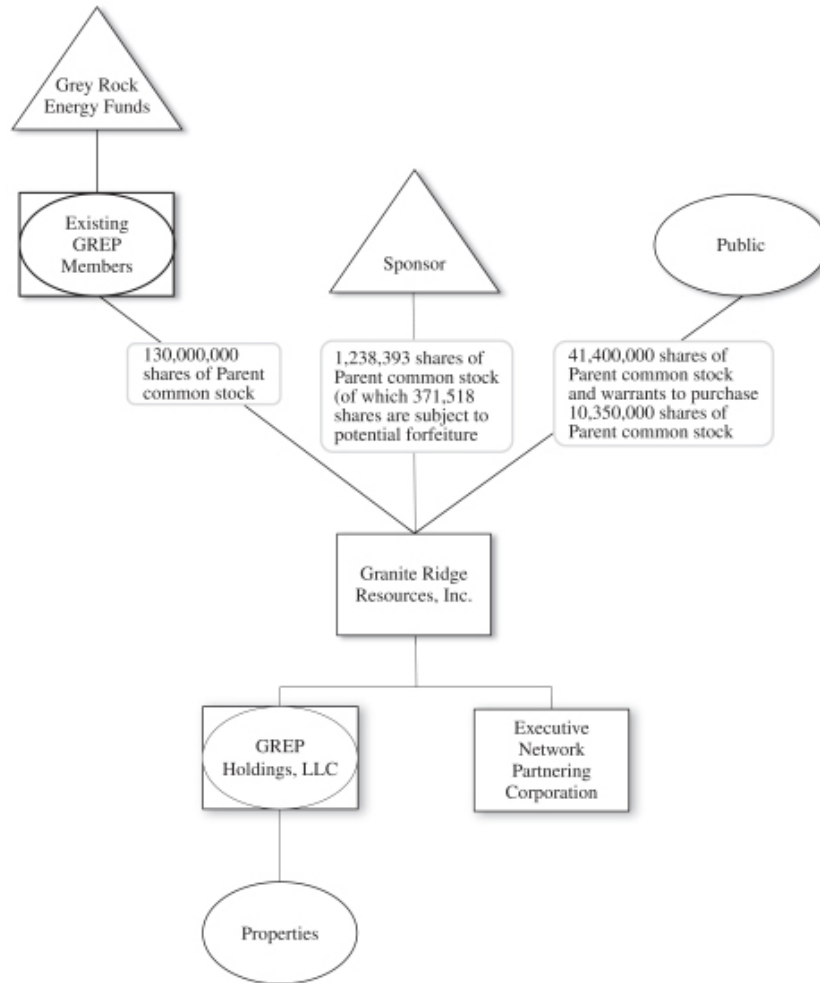 Grey Rock
Energy Funds
Existing
GREP
Members
Sponsor
Public
130,000,000
shares of Parent
common stock
1,238,393 shares of
Parent common stock
(of which 371,518
shares are subject to
potential forfeiture
41,400,000 shares of
Parent common stock
and warrants to purchase
10,350,000 shares of
Parent common stock
Granite Ridge
Resources, Inc.
GREP
Holdings, LLC
Executive
Network
Partnering
Corporation
Properties